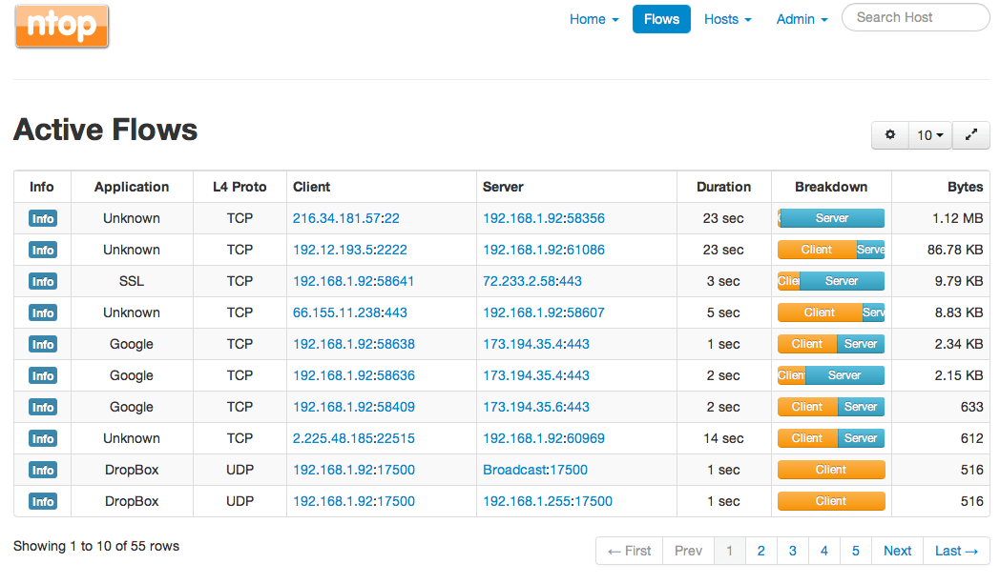 ntop
Home Flows Hosts Admin Search Host
Active Flows
10
Info Application L4 Proto Client Server Duration Breakdown Bytes
Info Unknown TCP 216.34.181.57:22 192.168.1.92:58356 23 sec Server 1.12 MB
Info Unknown TCP 192.12.193.5:2222 192.168.1.92:61086 23 sec Client Serve 86.78 KB
Info SSL TCP 192.168.1.92:58641 72.233.2.58:443 3 sec Clie Server 9.79 KB
Info Unknown TCP 66.155.11.238:443 192.168.1.92:58607 5 sec Client Serv 8.83 KB
Info Google TCP 192.168.1.92:58638 173.194.35.4:443 1 sec Client Server 2.34 KB
Info Google TCP 192.168.1.92:58636 173.194.35.4:443 2 sec Clien Server 2.15 KB
Info Google TCP 192.168.1.92:58409 173.194.35.6:443 2 sec Client Server 633
Info Unknown TCP 2.225.48.185:22515 192.168.1.92:60969 14 sec Client Server 612
Info DropBox UDP 192.168.1.92:17500 Broadcast:17500 1 sec Client 516
Info DropBox UDP 192.168.1.92:17500 192.168.1.255:17500 1 sec Client 516
Showing 1 to 10 of 55 rows ← First Prev 1 2 3 4 5 Next Last →